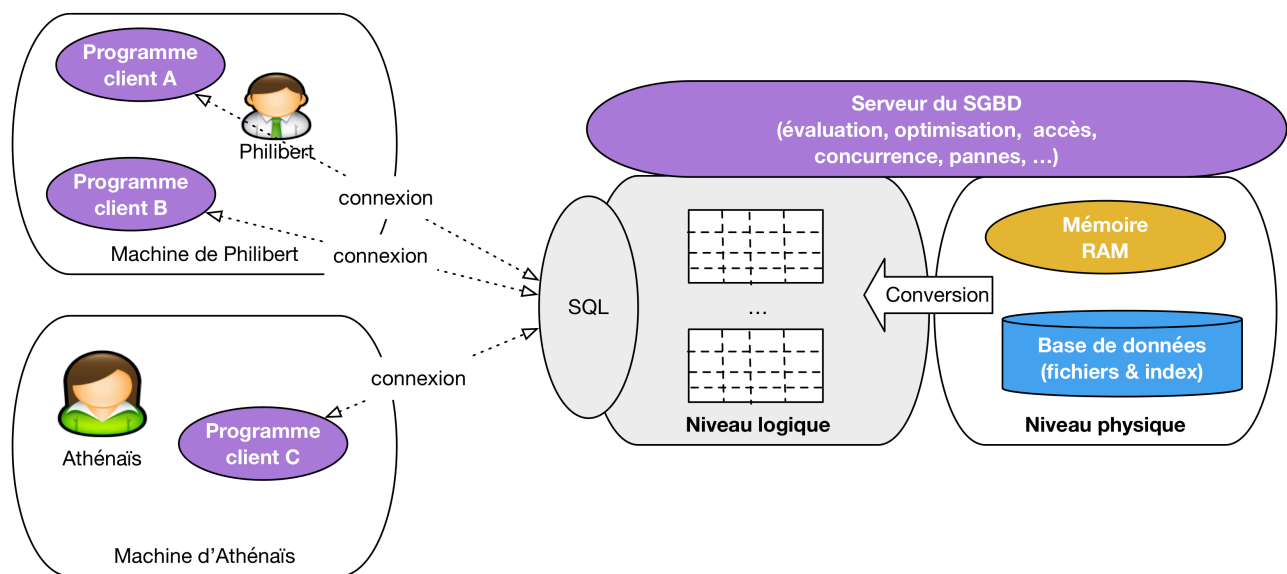 Programme
client A
Philibert
Programme
client B
Machine de Philibert
connexion
connexion
Athénaïs
Programme
client C
Machine d'Athénaïs
connexion
Serveur du SGBD
(évaluation, optimisation, accès,
concurrence, pannes, ...)
SQL
...
Niveau logique
Conversion
Mémoire
RAM
Base de données
(fichiers & index)
Niveau physique